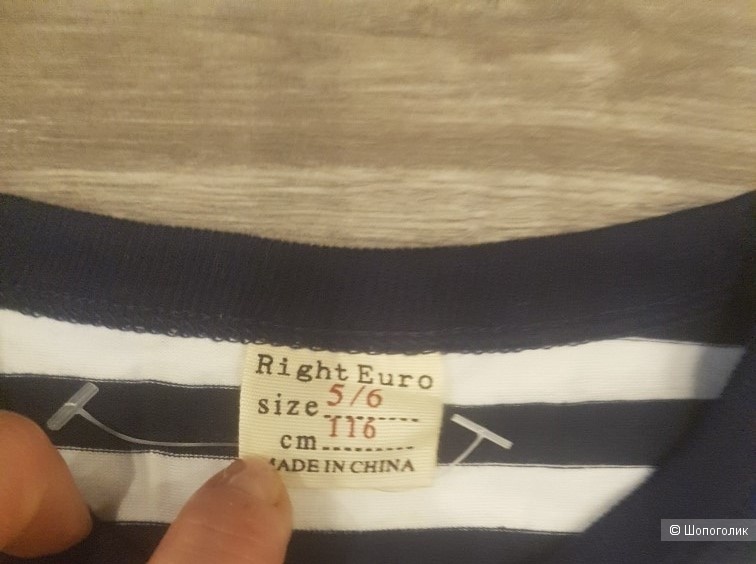 Right Euro
size 5/6
cm 116
MADE IN CHINA
© Шопоголик